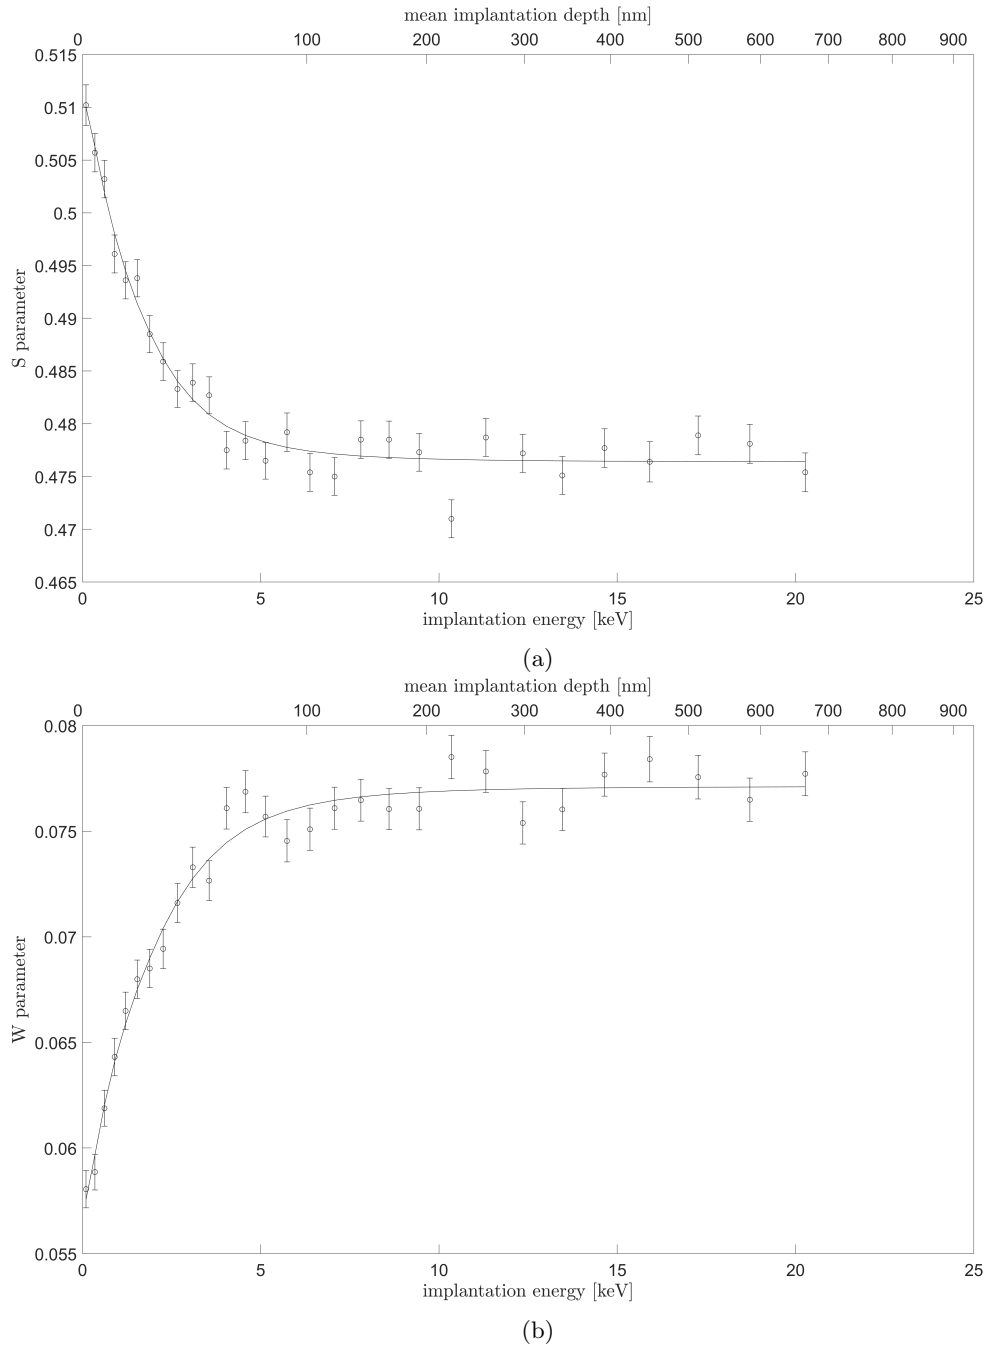 mean implantation depth [nm]
0 100 200 300 400 500 600 700 800 900
0.515
0.51
0.505
0.5
0.495
0.49
0.485
0.48
0.475
0.47
0.465
S parameter
0 5 10 15 20 25
implantation energy [keV]
(a)
mean implantation depth [nm]
0 100 200 300 400 500 600 700 800 900
0.08
0.075
0.07
0.065
0.06
0.055
W parameter
0 5 10 15 20 25
implantation energy [keV]
(b)